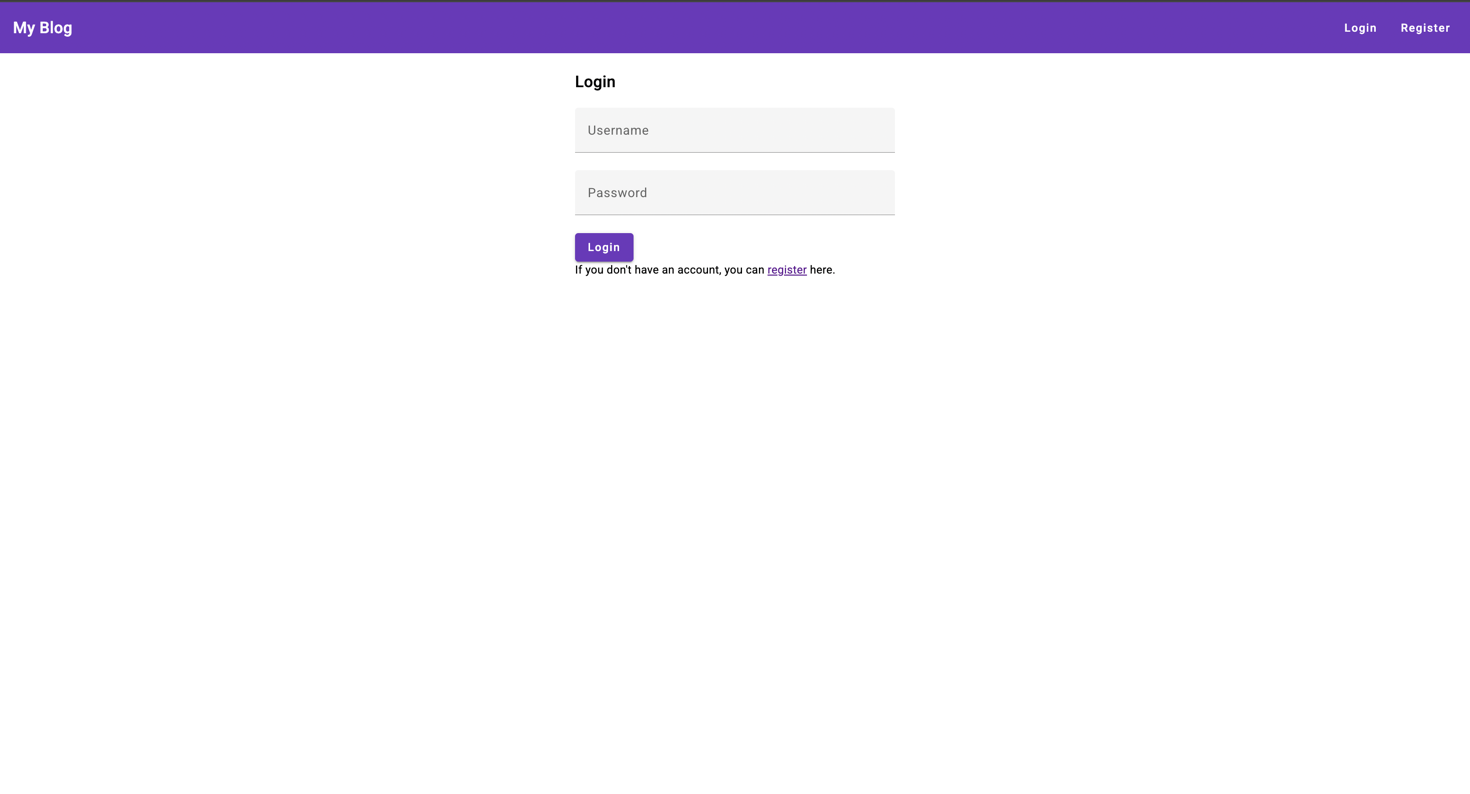 My Blog
Login
Register
Login
Username
Password
Login
If you don't have an account, you can register here.